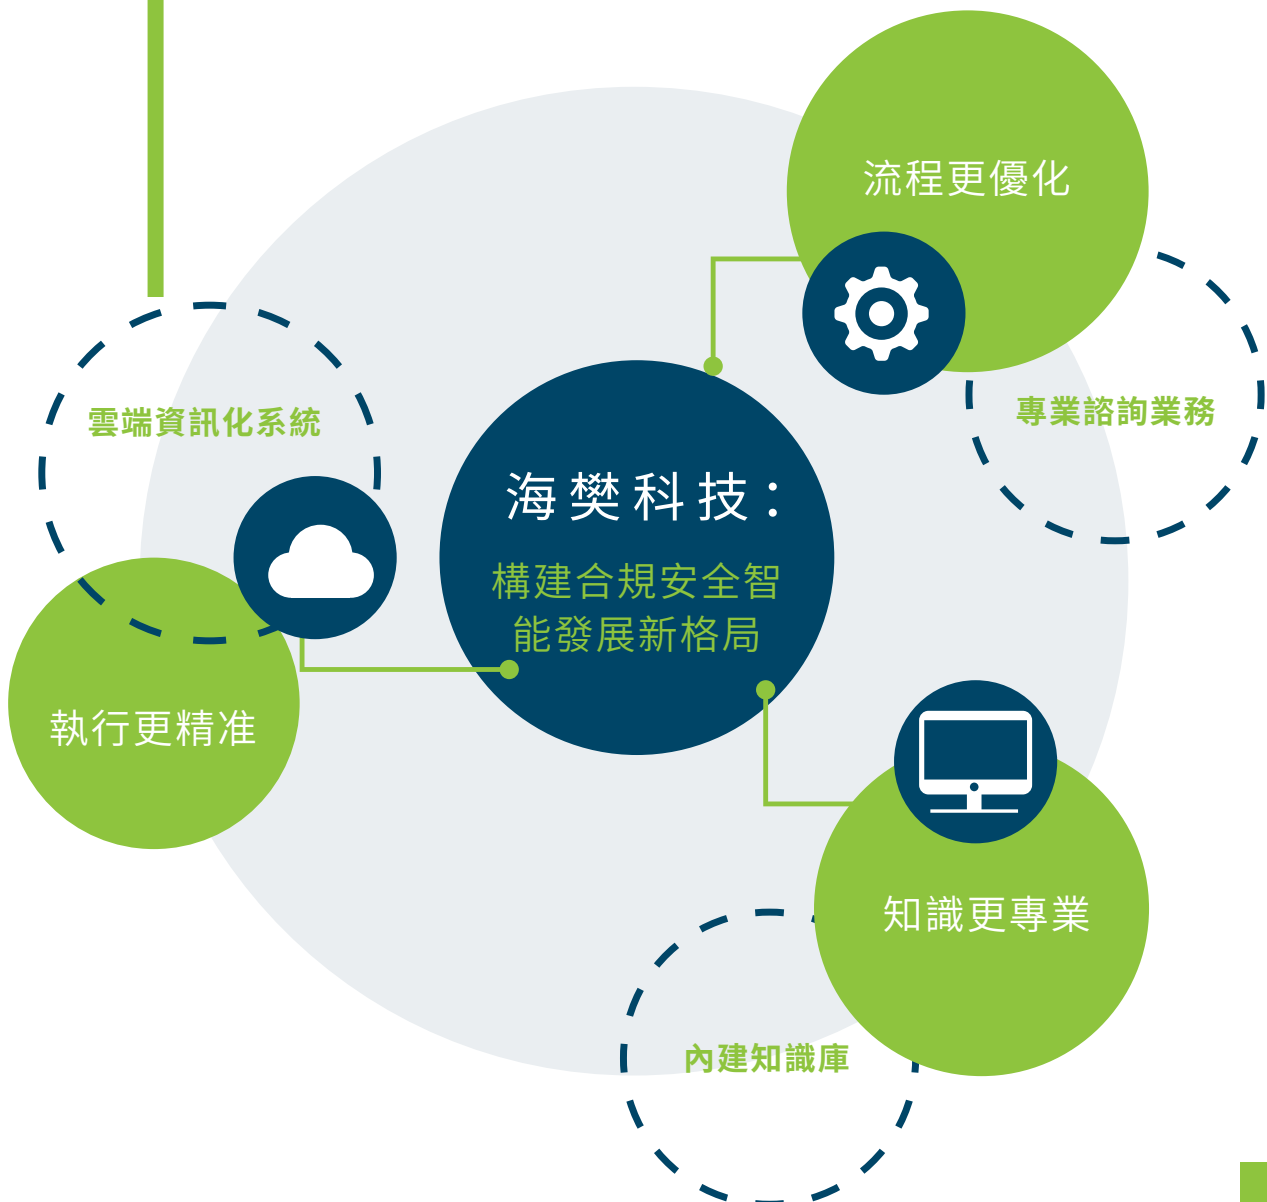 流程更優化
專業諮詢業務
雲端資訊化系統
海樊科技：
構建合規安全智
能發展新格局
執行更精准
知識更專業
內建知識庫